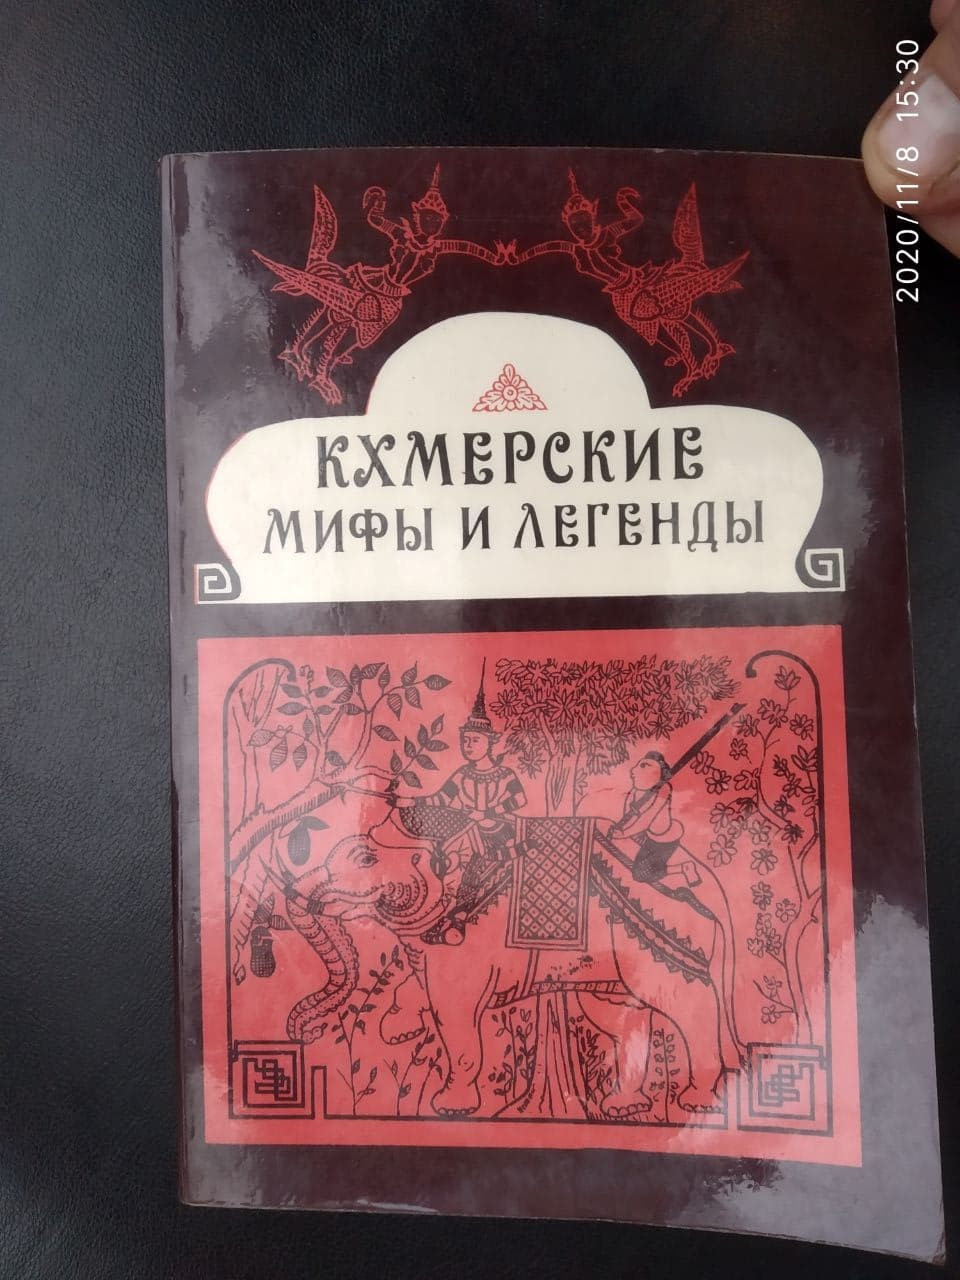 КХМЕРСКИЕ
МИФЫ И ЛЕГЕНДЫ
2020/11/8 15:30